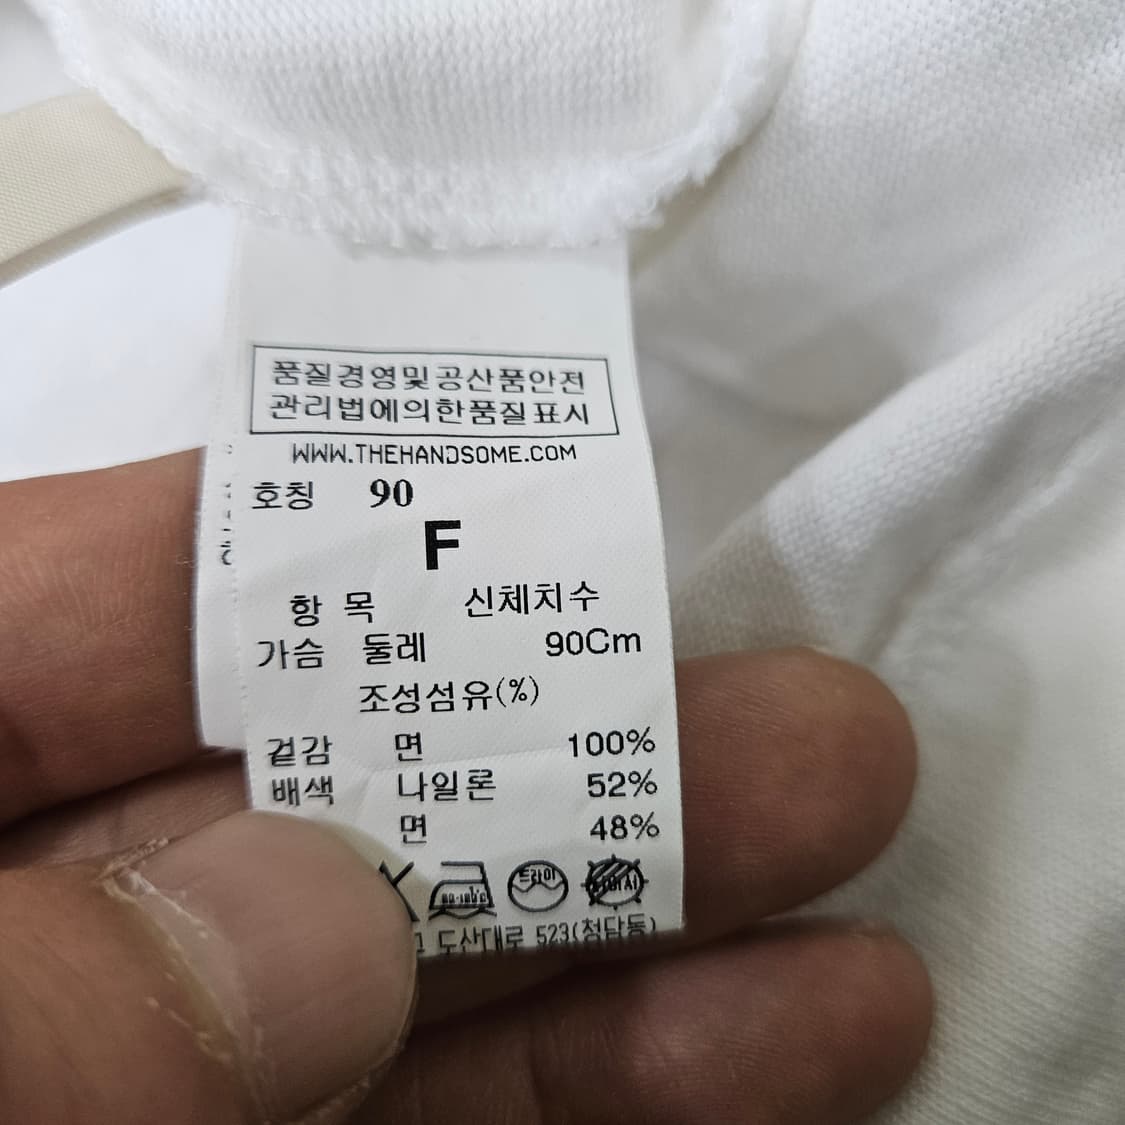 품질경영및공산품안전
관리법에의한품질표시
WWW.THEHANDSOME.COM
호칭 90
F
항 목 신체치수
가슴 둘레 90Cm
조성섬유(%)
겉감 면 100%
배색 나일론 52%
면 48%
드라이
도산대로 523(청담동)